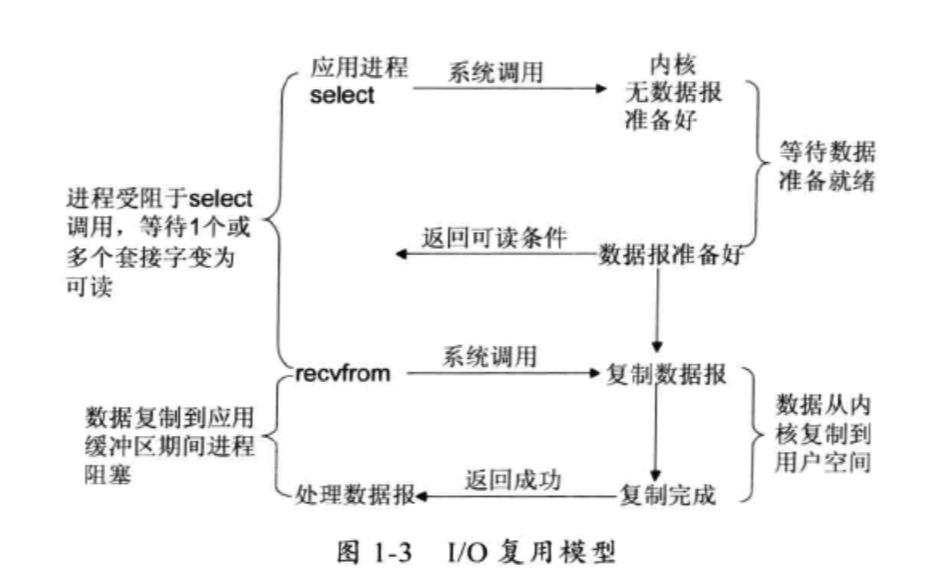 应用进程
select
系统调用
内核
无数据报
准备好
等待数据
准备就绪
进程受阻于select
调用，等待1个或
多个套接字变为
可读
返回可读条件
数据报准备好
recvfrom
系统调用
复制数据报
数据复制到应用
缓冲区期间进程
阻塞
数据从内
核复制到
用户空间
处理数据报
返回成功
复制完成
图 1-3 I/O 复用模型